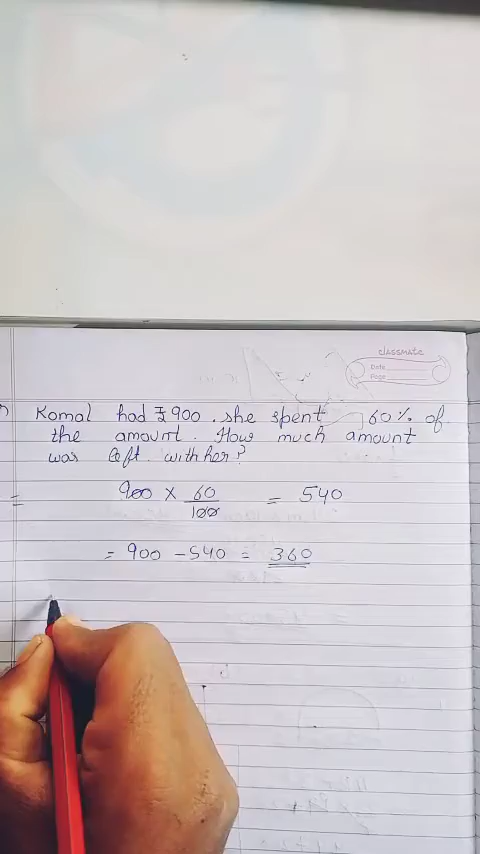 classmate
Date
Page
Komal had ₹900. she spent 60% of
the amount. How much amount
was left with her?
= 900 × 60/100 = 540
= 900 - 540 = 360